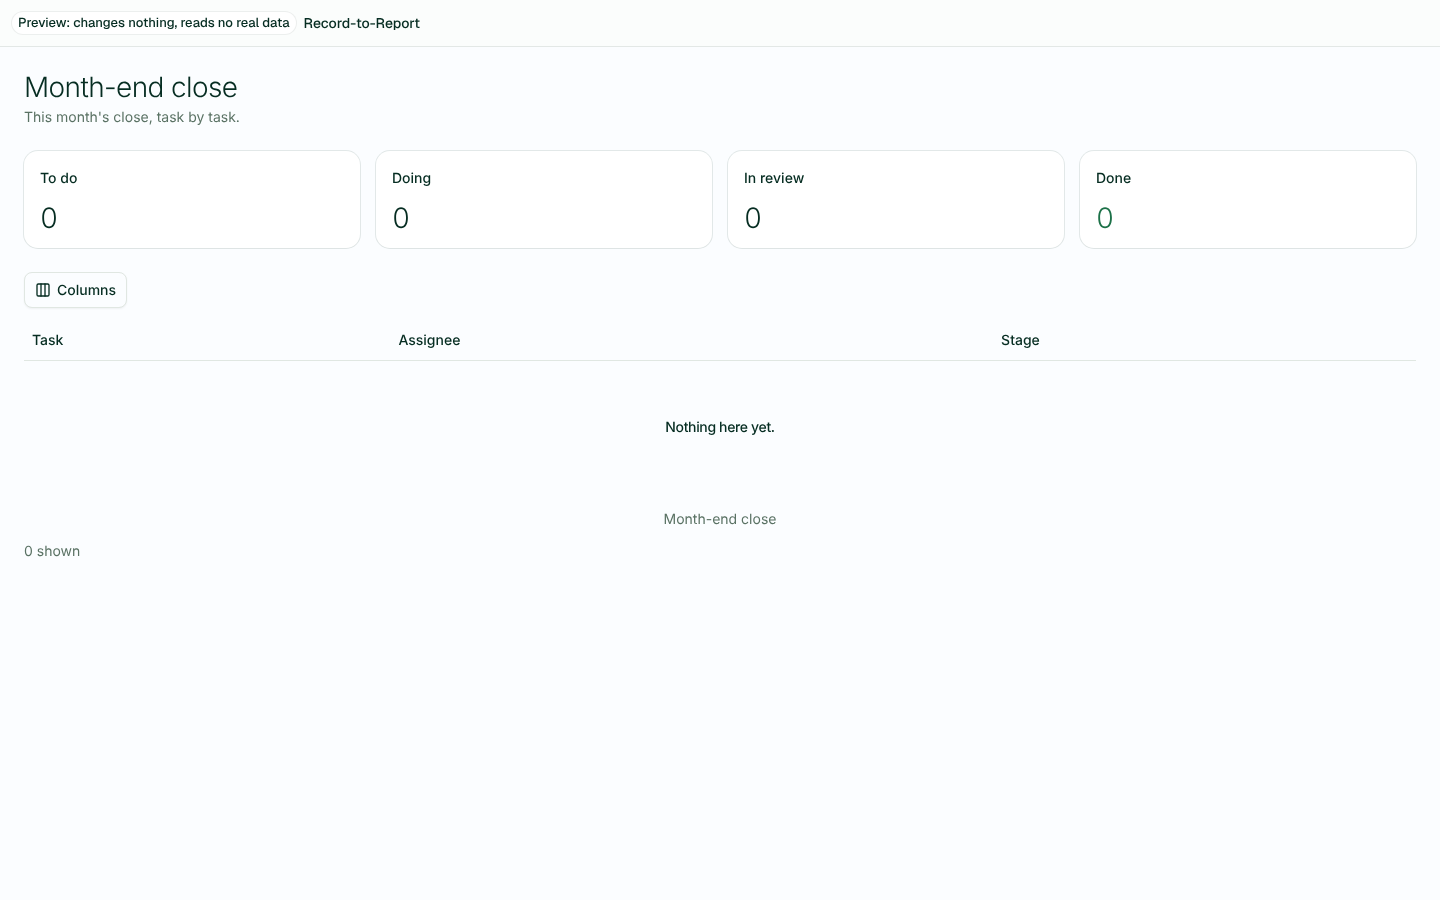 Preview: changes nothing, reads no real data Record-to-Report
Month-end close
This month's close, task by task.
To do Doing In review Done
0 0 0 0
Columns
Task Assignee Stage
Nothing here yet.
Month-end close
0 shown